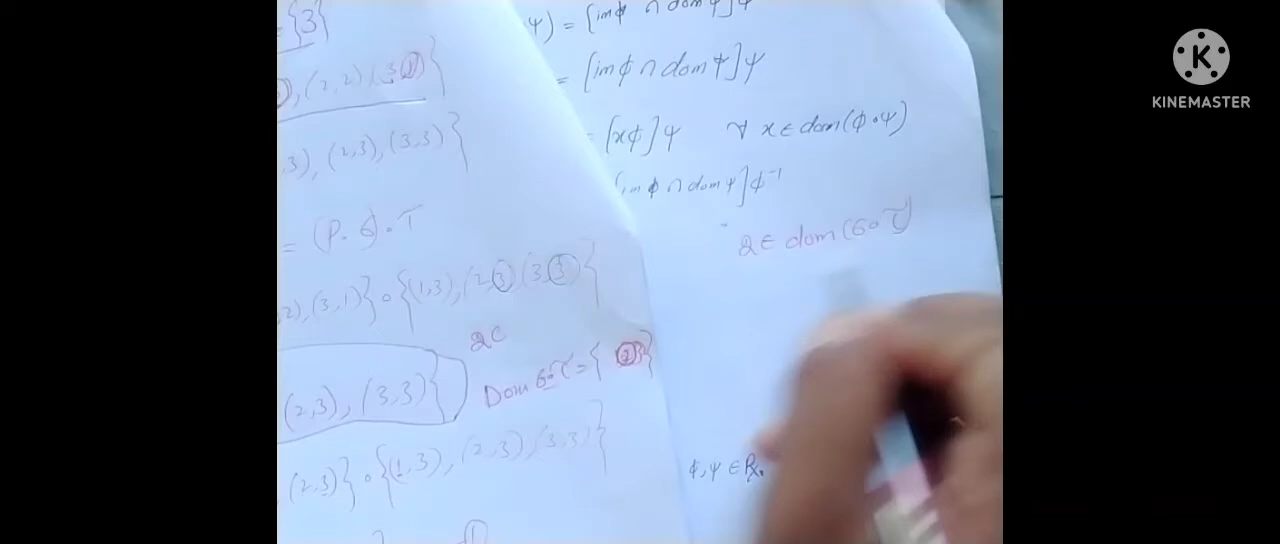 = {3}
), (2,2), (3,3)}
,3), (2,3), (3,3)}
= (ρ∘σ)∘τ
2), (3,1)} ∘ {(1,3), (2,3), (3,3)}
(2,3), (3,3)}
2∈
Dom σ∘τ = { 2}
(2,3)} ∘ {(1,3), (2,3), (3,3)}
ψ) = [im φ ∩ dom ψ] ψ
= [im φ ∩ dom ψ] ψ
= [xφ] ψ ∀ x ∈ dom(φ∘ψ)
[im φ ∩ dom ψ] φ⁻¹
2 ∈ dom(σ∘τ)
φ, ψ ∈
KINEMASTER